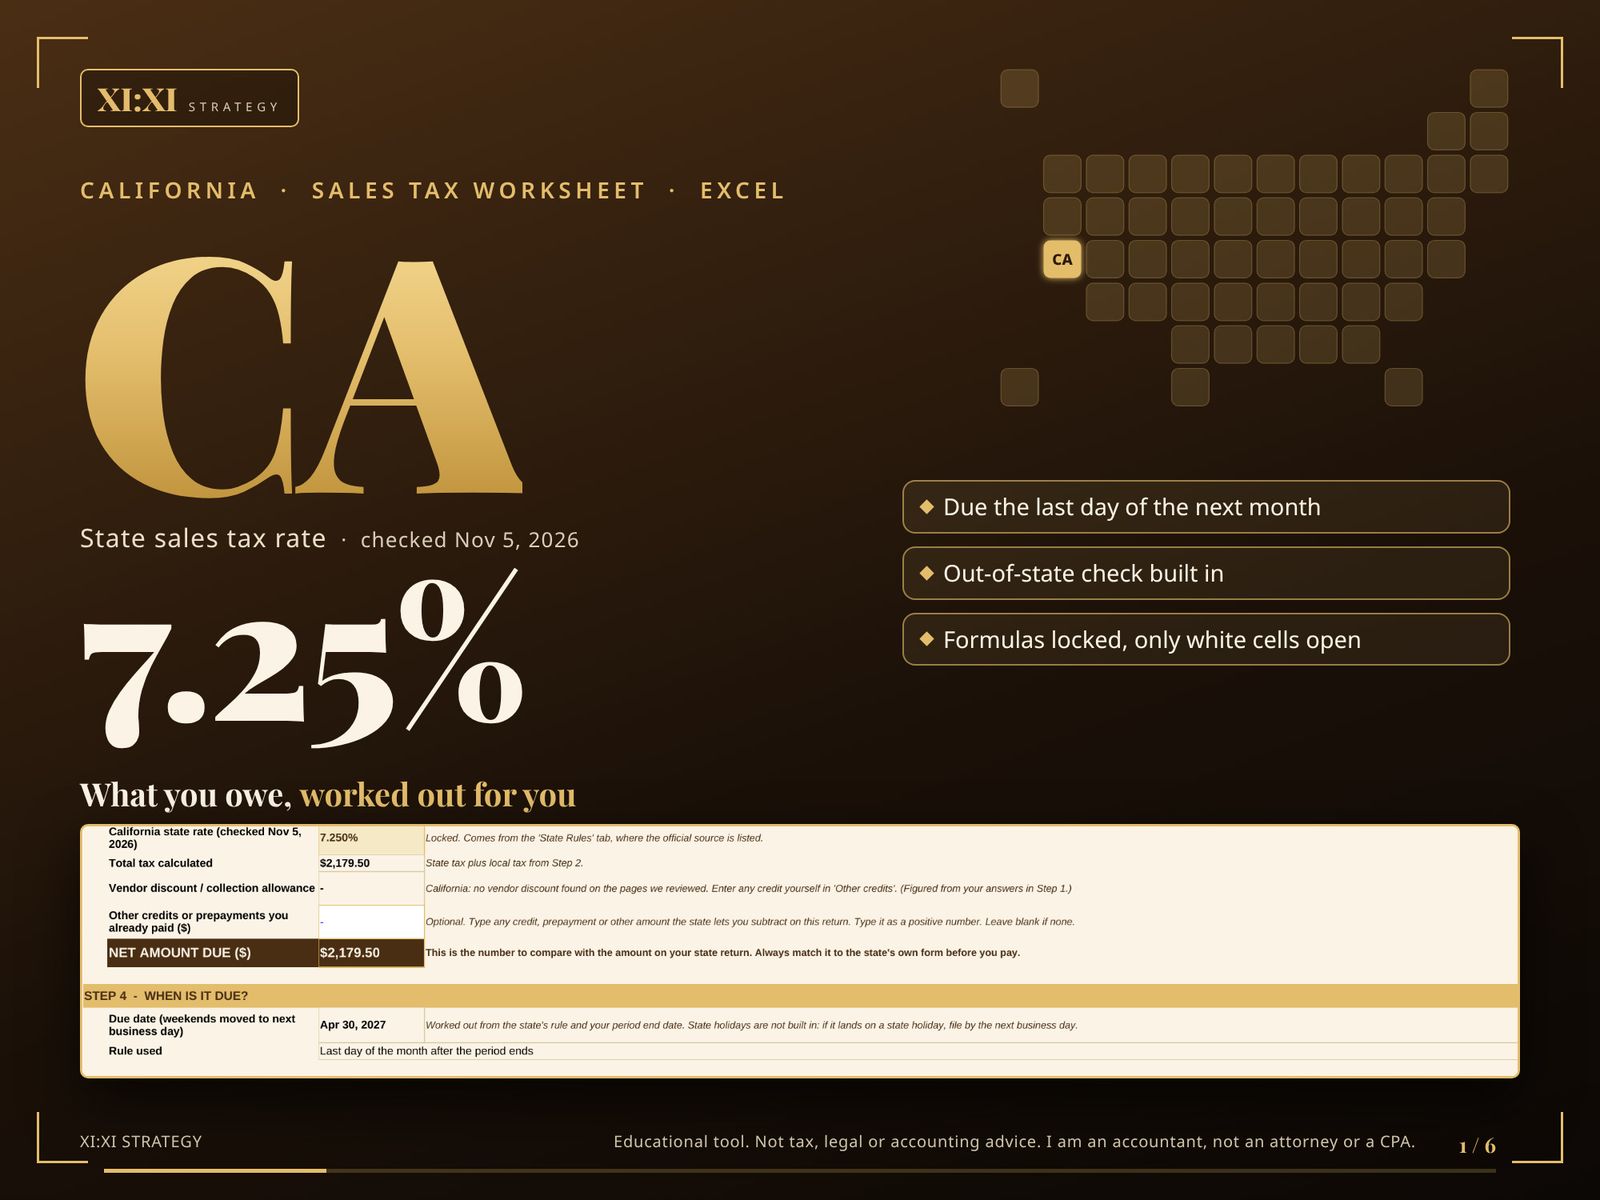 XI:XI STRATEGY
CALIFORNIA · SALES TAX WORKSHEET · EXCEL
CA
CA
State sales tax rate · checked Nov 5, 2026
7.25%
Due the last day of the next month
Out-of-state check built in
Formulas locked, only white cells open
What you owe, worked out for you
California state rate (checked Nov 5,
2026)
7.250%
Locked. Comes from the 'State Rules' tab, where the official source is listed.
Total tax calculated
$2,179.50
State tax plus local tax from Step 2.
Vendor discount / collection allowance
-
California: no vendor discount found on the pages we reviewed. Enter any credit yourself in 'Other credits'. (Figured from your answers in Step 1.)
Other credits or prepayments you
already paid ($)
-
Optional. Type any credit, prepayment or other amount the state lets you subtract on this return. Type it as a positive number. Leave blank if none.
NET AMOUNT DUE ($)
$2,179.50
This is the number to compare with the amount on your state return. Always match it to the state's own form before you pay.
STEP 4 - WHEN IS IT DUE?
Due date (weekends moved to next
business day)
Apr 30, 2027
Worked out from the state's rule and your period end date. State holidays are not built in: if it lands on a state holiday, file by the next business day.
Rule used
Last day of the month after the period ends
XI:XI STRATEGY
Educational tool. Not tax, legal or accounting advice. I am an accountant, not an attorney or a CPA.
1 / 6